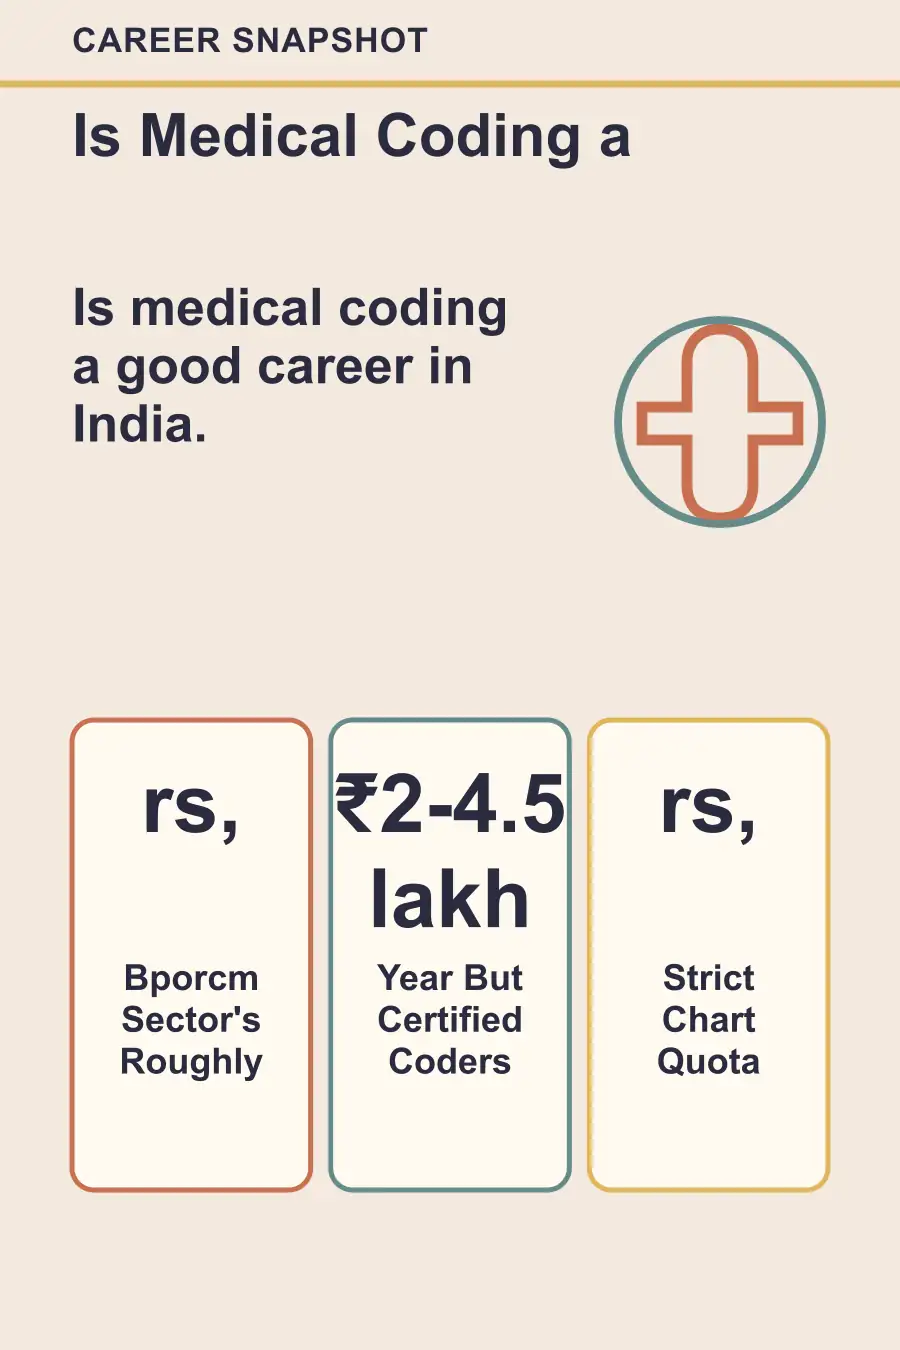 CAREER SNAPSHOT
Is Medical Coding a
Is medical coding
a good career in
India.
rs,
Bporcm
Sector's
Roughly
₹2-4.5
lakh
Year But
Certified
Coders
rs,
Strict
Chart
Quota